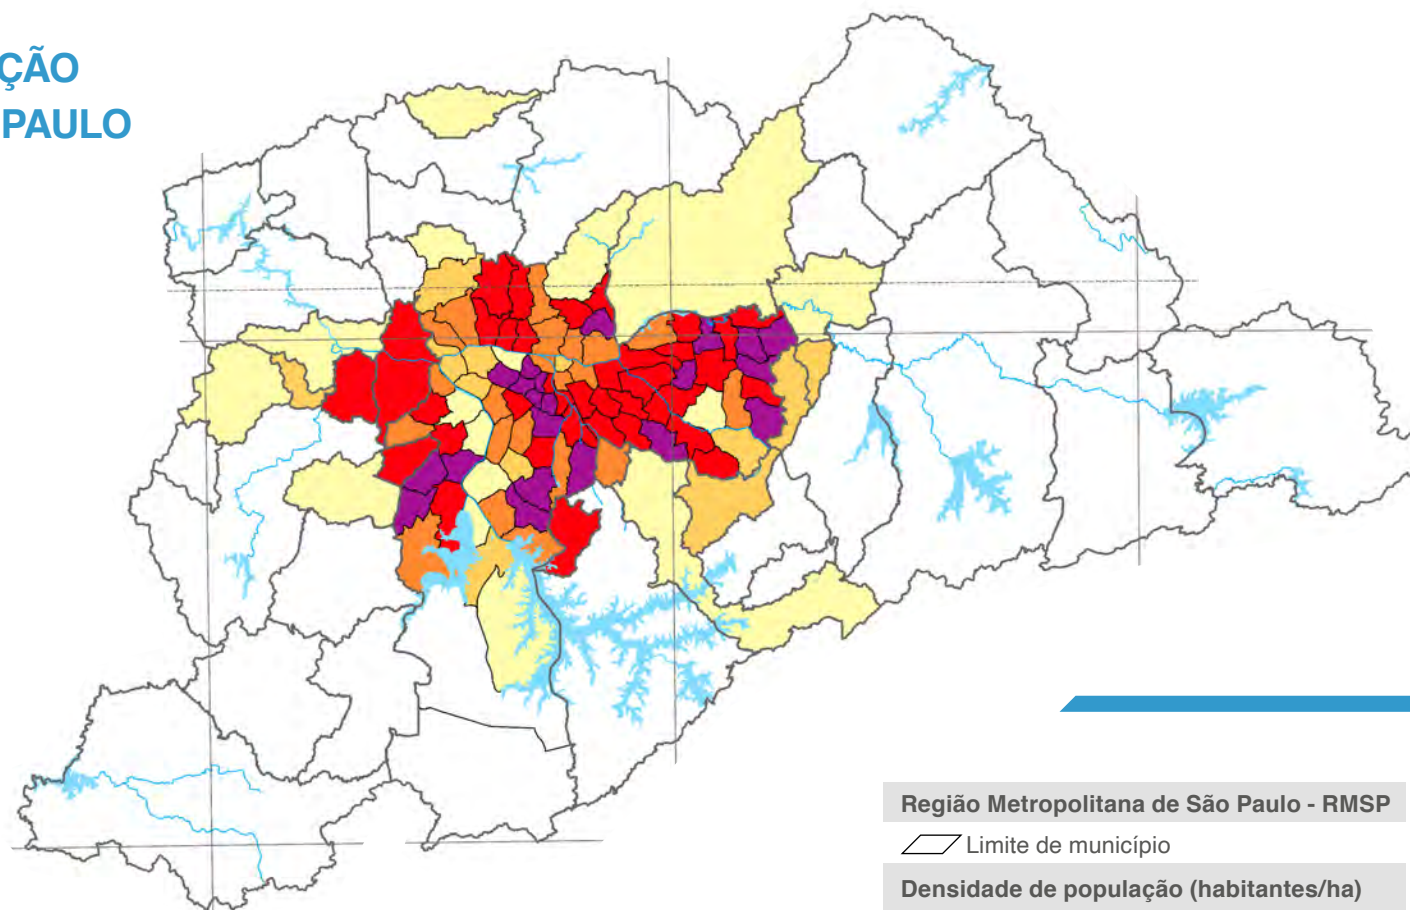 ÇÃO
PAULO
Região Metropolitana de São Paulo - RMSP
Limite de município
Densidade de população (habitantes/ha)